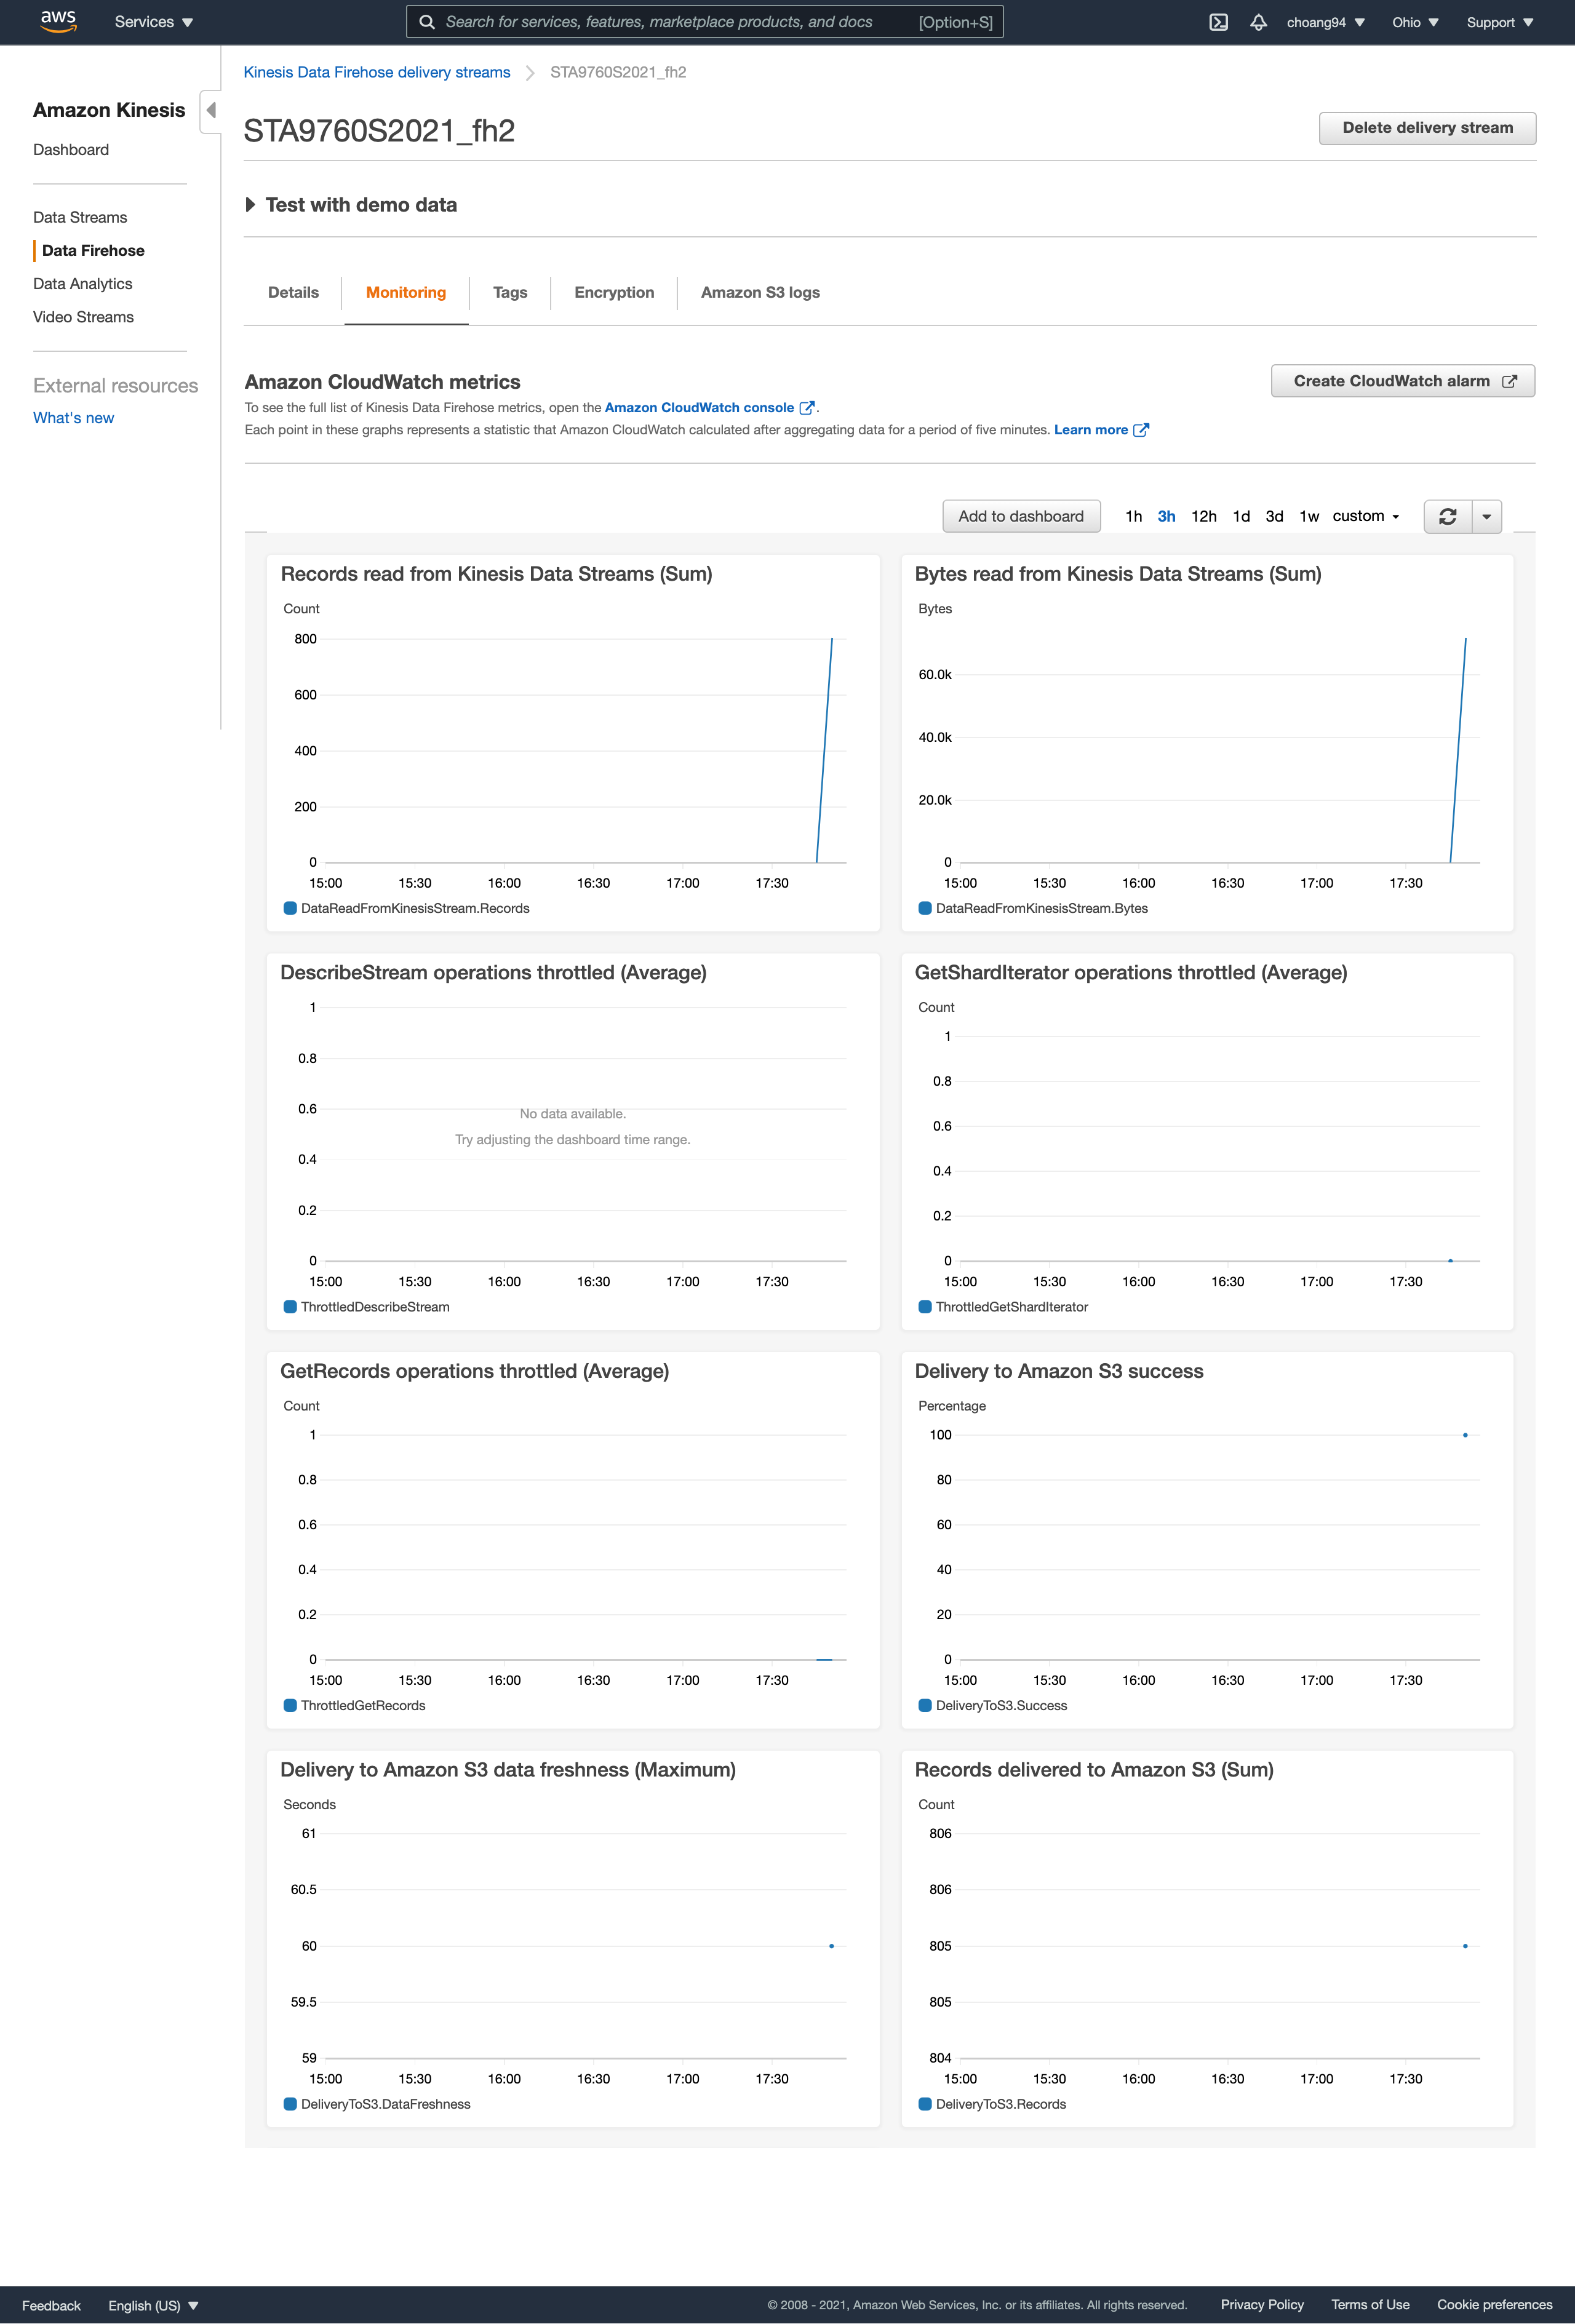 aws Services Search for services, features, marketplace products, and docs [Option+S] choang94 Ohio Support
Kinesis Data Firehose delivery streams STA9760S2021_fh2
Amazon Kinesis
Dashboard
Data Streams
Data Firehose
Data Analytics
Video Streams
External resources
What's new
STA9760S2021_fh2 Delete delivery stream
Test with demo data
Details Monitoring Tags Encryption Amazon S3 logs
Amazon CloudWatch metrics Create CloudWatch alarm
To see the full list of Kinesis Data Firehose metrics, open the Amazon CloudWatch console.
Each point in these graphs represents a statistic that Amazon CloudWatch calculated after aggregating data for a period of five minutes. Learn more
Add to dashboard 1h 3h 12h 1d 3d 1w custom
Records read from Kinesis Data Streams (Sum)
Count
800
600
400
200
0
15:00 15:30 16:00 16:30 17:00 17:30
DataReadFromKinesisStream.Records
Bytes read from Kinesis Data Streams (Sum)
Bytes
60.0k
40.0k
20.0k
0
15:00 15:30 16:00 16:30 17:00 17:30
DataReadFromKinesisStream.Bytes
DescribeStream operations throttled (Average)
1
0.8
0.6
No data available.
Try adjusting the dashboard time range.
0.4
0.2
0
15:00 15:30 16:00 16:30 17:00 17:30
ThrottledDescribeStream
GetShardIterator operations throttled (Average)
Count
1
0.8
0.6
0.4
0.2
0
15:00 15:30 16:00 16:30 17:00 17:30
ThrottledGetShardIterator
GetRecords operations throttled (Average)
Count
1
0.8
0.6
0.4
0.2
0
15:00 15:30 16:00 16:30 17:00 17:30
ThrottledGetRecords
Delivery to Amazon S3 success
Percentage
100
80
60
40
20
0
15:00 15:30 16:00 16:30 17:00 17:30
DeliveryToS3.Success
Delivery to Amazon S3 data freshness (Maximum)
Seconds
61
60.5
60
59.5
59
15:00 15:30 16:00 16:30 17:00 17:30
DeliveryToS3.DataFreshness
Records delivered to Amazon S3 (Sum)
Count
806
806
805
805
804
15:00 15:30 16:00 16:30 17:00 17:30
DeliveryToS3.Records
Feedback English (US) © 2008 - 2021, Amazon Web Services, Inc. or its affiliates. All rights reserved. Privacy Policy Terms of Use Cookie preferences